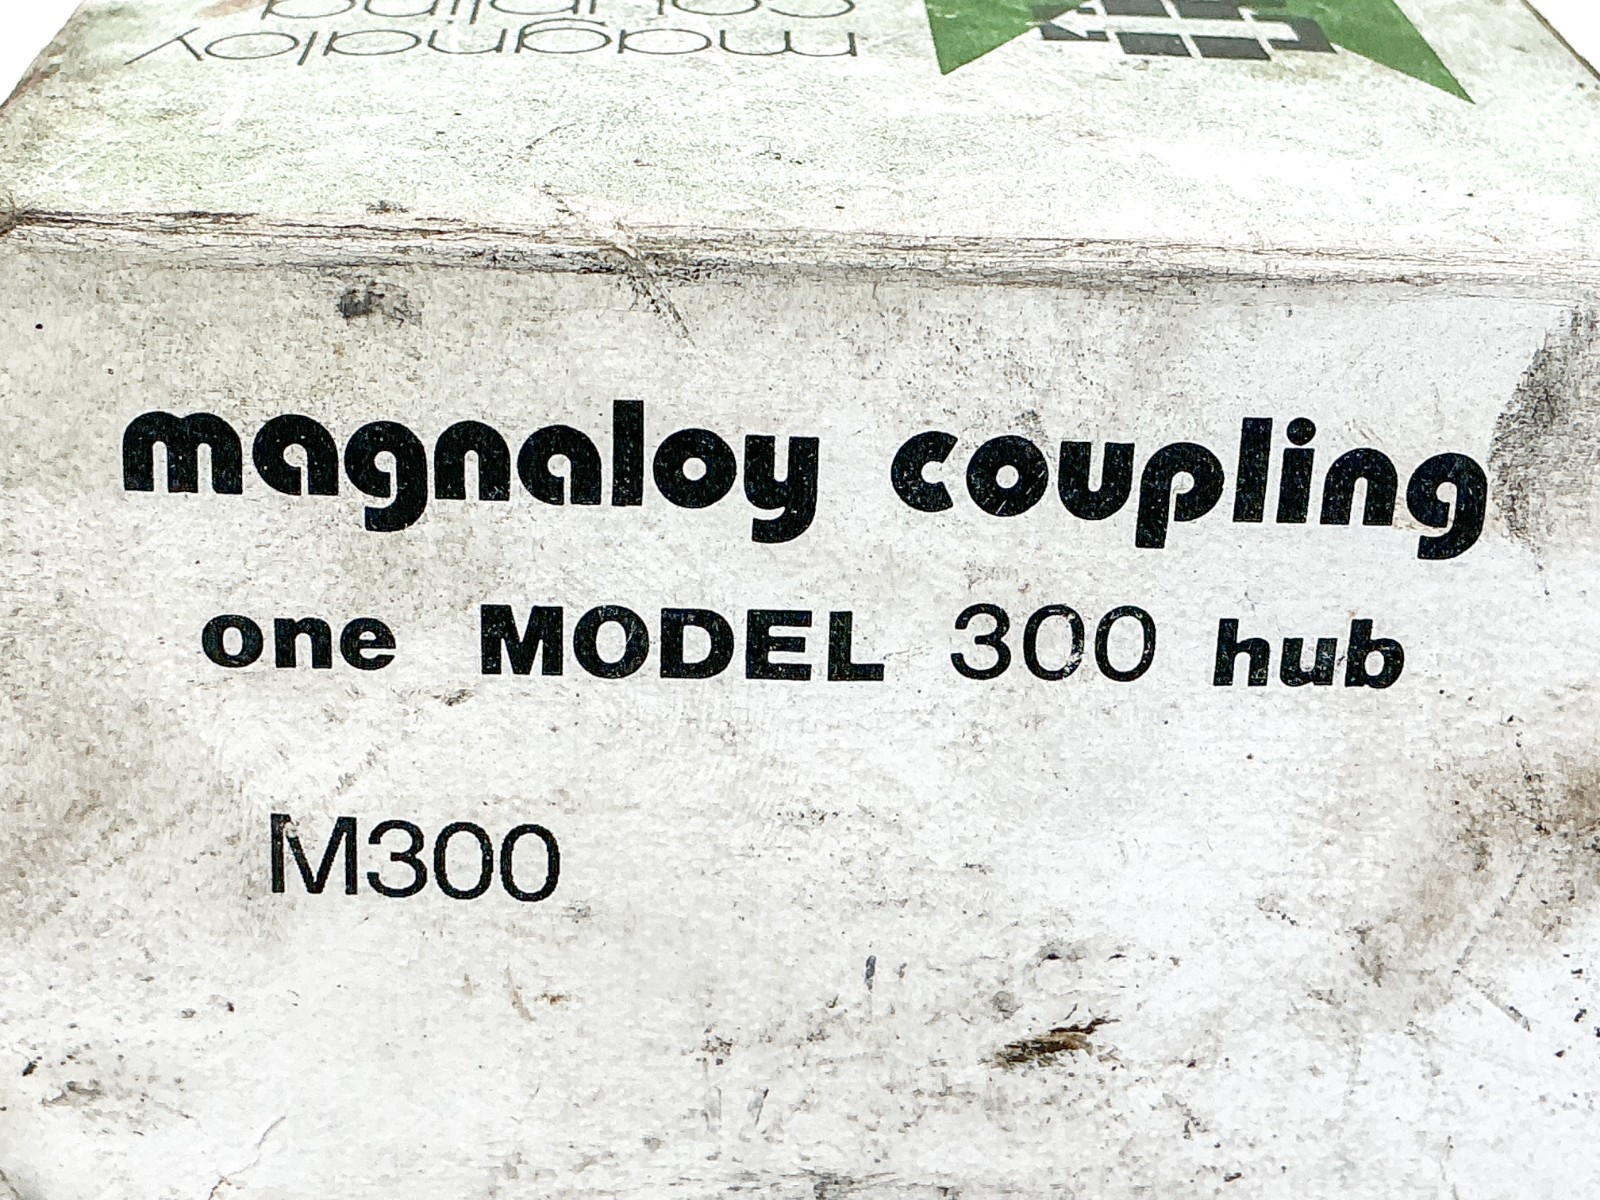 magnaloy
coupling
magnaloy coupling
one MODEL 300 hub
M300